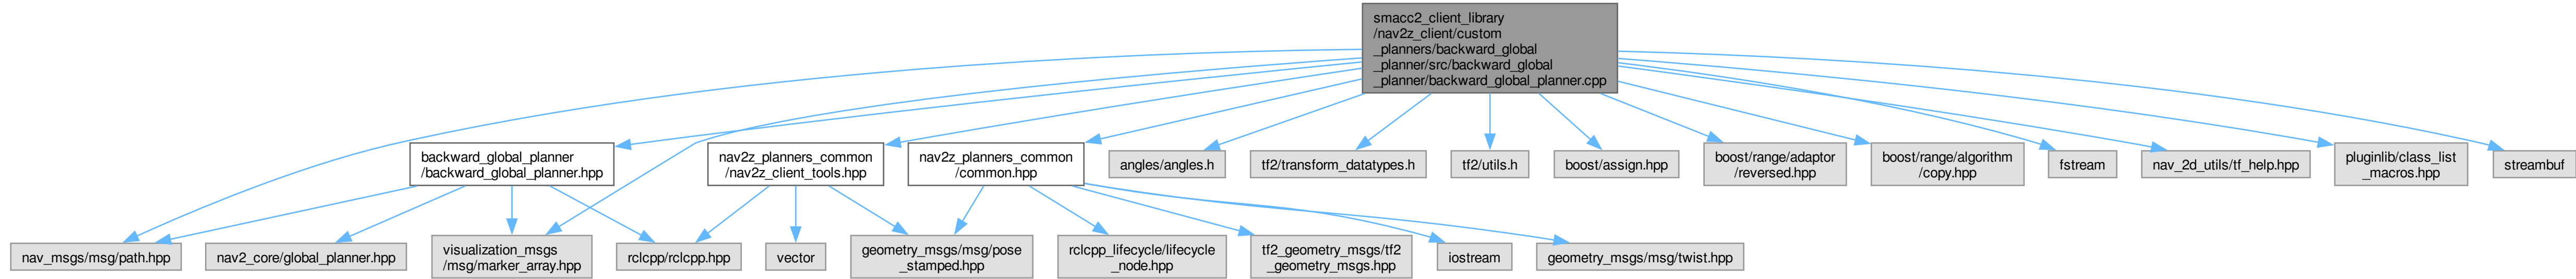 smacc2_client_library
/nav2z_client/custom
_planners/backward_global
_planner/src/backward_global
_planner/backward_global_planner.cpp
backward_global_planner
/backward_global_planner.hpp
nav2z_planners_common
/nav2z_client_tools.hpp
nav2z_planners_common
/common.hpp
angles/angles.h
tf2/transform_datatypes.h
tf2/utils.h
boost/assign.hpp
boost/range/adaptor
/reversed.hpp
boost/range/algorithm
/copy.hpp
fstream
nav_2d_utils/tf_help.hpp
pluginlib/class_list
_macros.hpp
streambuf
nav_msgs/msg/path.hpp
nav2_core/global_planner.hpp
visualization_msgs
/msg/marker_array.hpp
rclcpp/rclcpp.hpp
vector
geometry_msgs/msg/pose
_stamped.hpp
rclcpp_lifecycle/lifecycle
_node.hpp
tf2_geometry_msgs/tf2
_geometry_msgs.hpp
iostream
geometry_msgs/msg/twist.hpp